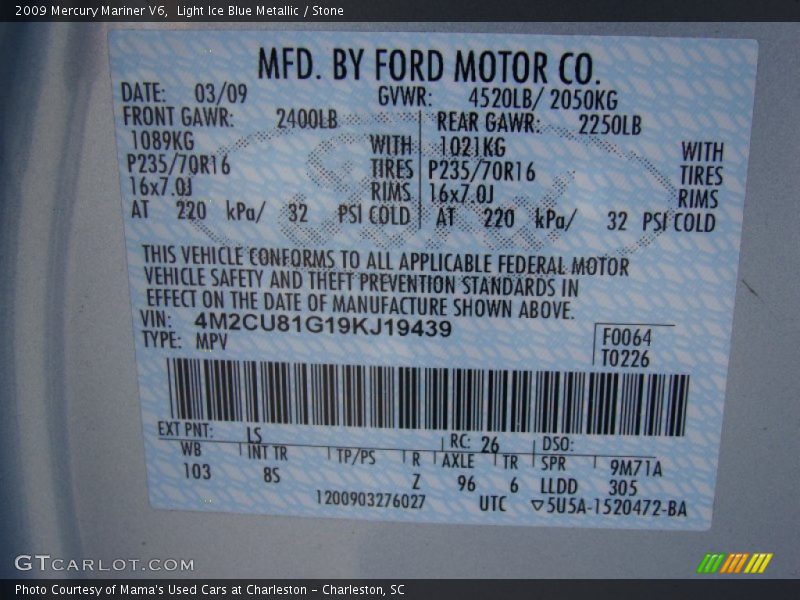 2009 Mercury Mariner V6,  Light Ice Blue Metallic / Stone
MFD. BY FORD MOTOR CO.
DATE: 03/09 GVWR: 4520LB/ 2050KG
FRONT GAWR: 2400LB REAR GAWR: 2250LB
1089KG WITH 1021KG WITH
P235/70R16 TIRES P235/70R16 TIRES
16x7.0J RIMS 16x7.0J RIMS
AT 220 kPa/ 32 PSI COLD AT 220 kPa/ 32 PSI COLD
THIS VEHICLE CONFORMS TO ALL APPLICABLE FEDERAL MOTOR
VEHICLE SAFETY AND THEFT PREVENTION STANDARDS IN
EFFECT ON THE DATE OF MANUFACTURE SHOWN ABOVE.
VIN: 4M2CU81G19KJ19439
TYPE: MPV
F0064
T0226
EXT PNT: LS RC: 26 DSO:
WB INT TR TP/PS R AXLE TR SPR 9M71A
103 8S Z 96 6 LLDD 305
1200903276027 UTC ▽5U5A-1520472-BA
GTCARLOT.COM
Photo Courtesy of Mama's Used Cars at Charleston - Charleston, SC